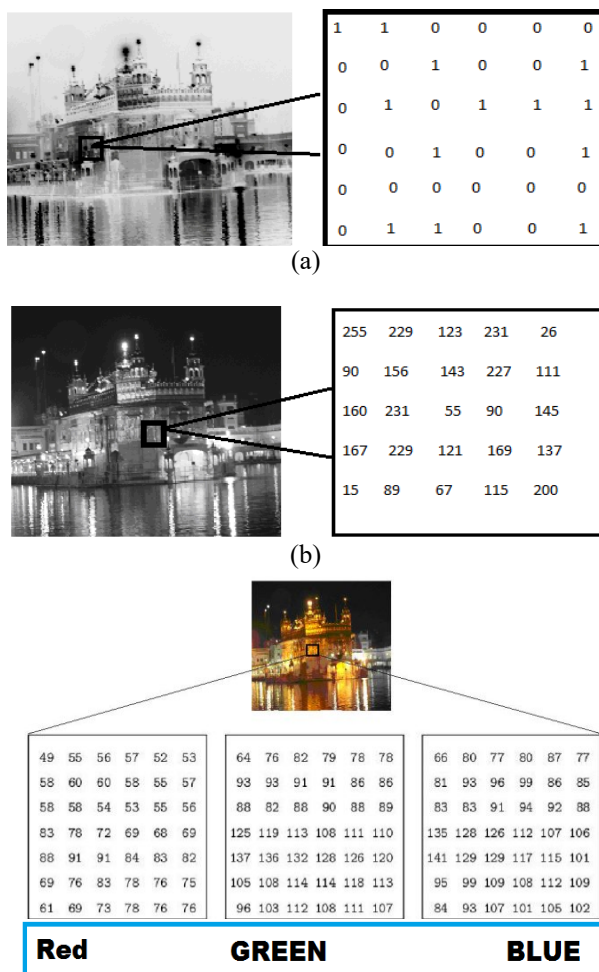 1 1 0 0 0 0
0 0 1 0 0 1
0 1 0 1 1 1
0 0 1 0 0 1
0 0 0 0 0 0
0 1 1 0 0 1
(a)
255 229 123 231 26
90 156 143 227 111
160 231 55 90 145
167 229 121 169 137
15 89 67 115 200
(b)
49 55 56 57 52 53
58 60 60 58 55 57
58 58 54 53 55 56
83 78 72 69 68 69
88 91 91 84 83 82
69 76 83 78 76 75
61 69 73 78 76 76
Red
64 76 82 79 78 78
93 93 91 91 86 86
88 82 88 90 88 89
125 119 113 108 111 110
137 136 132 128 126 120
105 108 114 114 118 113
96 103 112 108 111 107
GREEN
66 80 77 80 87 77
81 93 96 99 86 85
83 83 91 94 92 88
135 128 126 112 107 106
141 129 129 117 115 101
95 99 109 108 112 109
84 93 107 101 105 102
BLUE